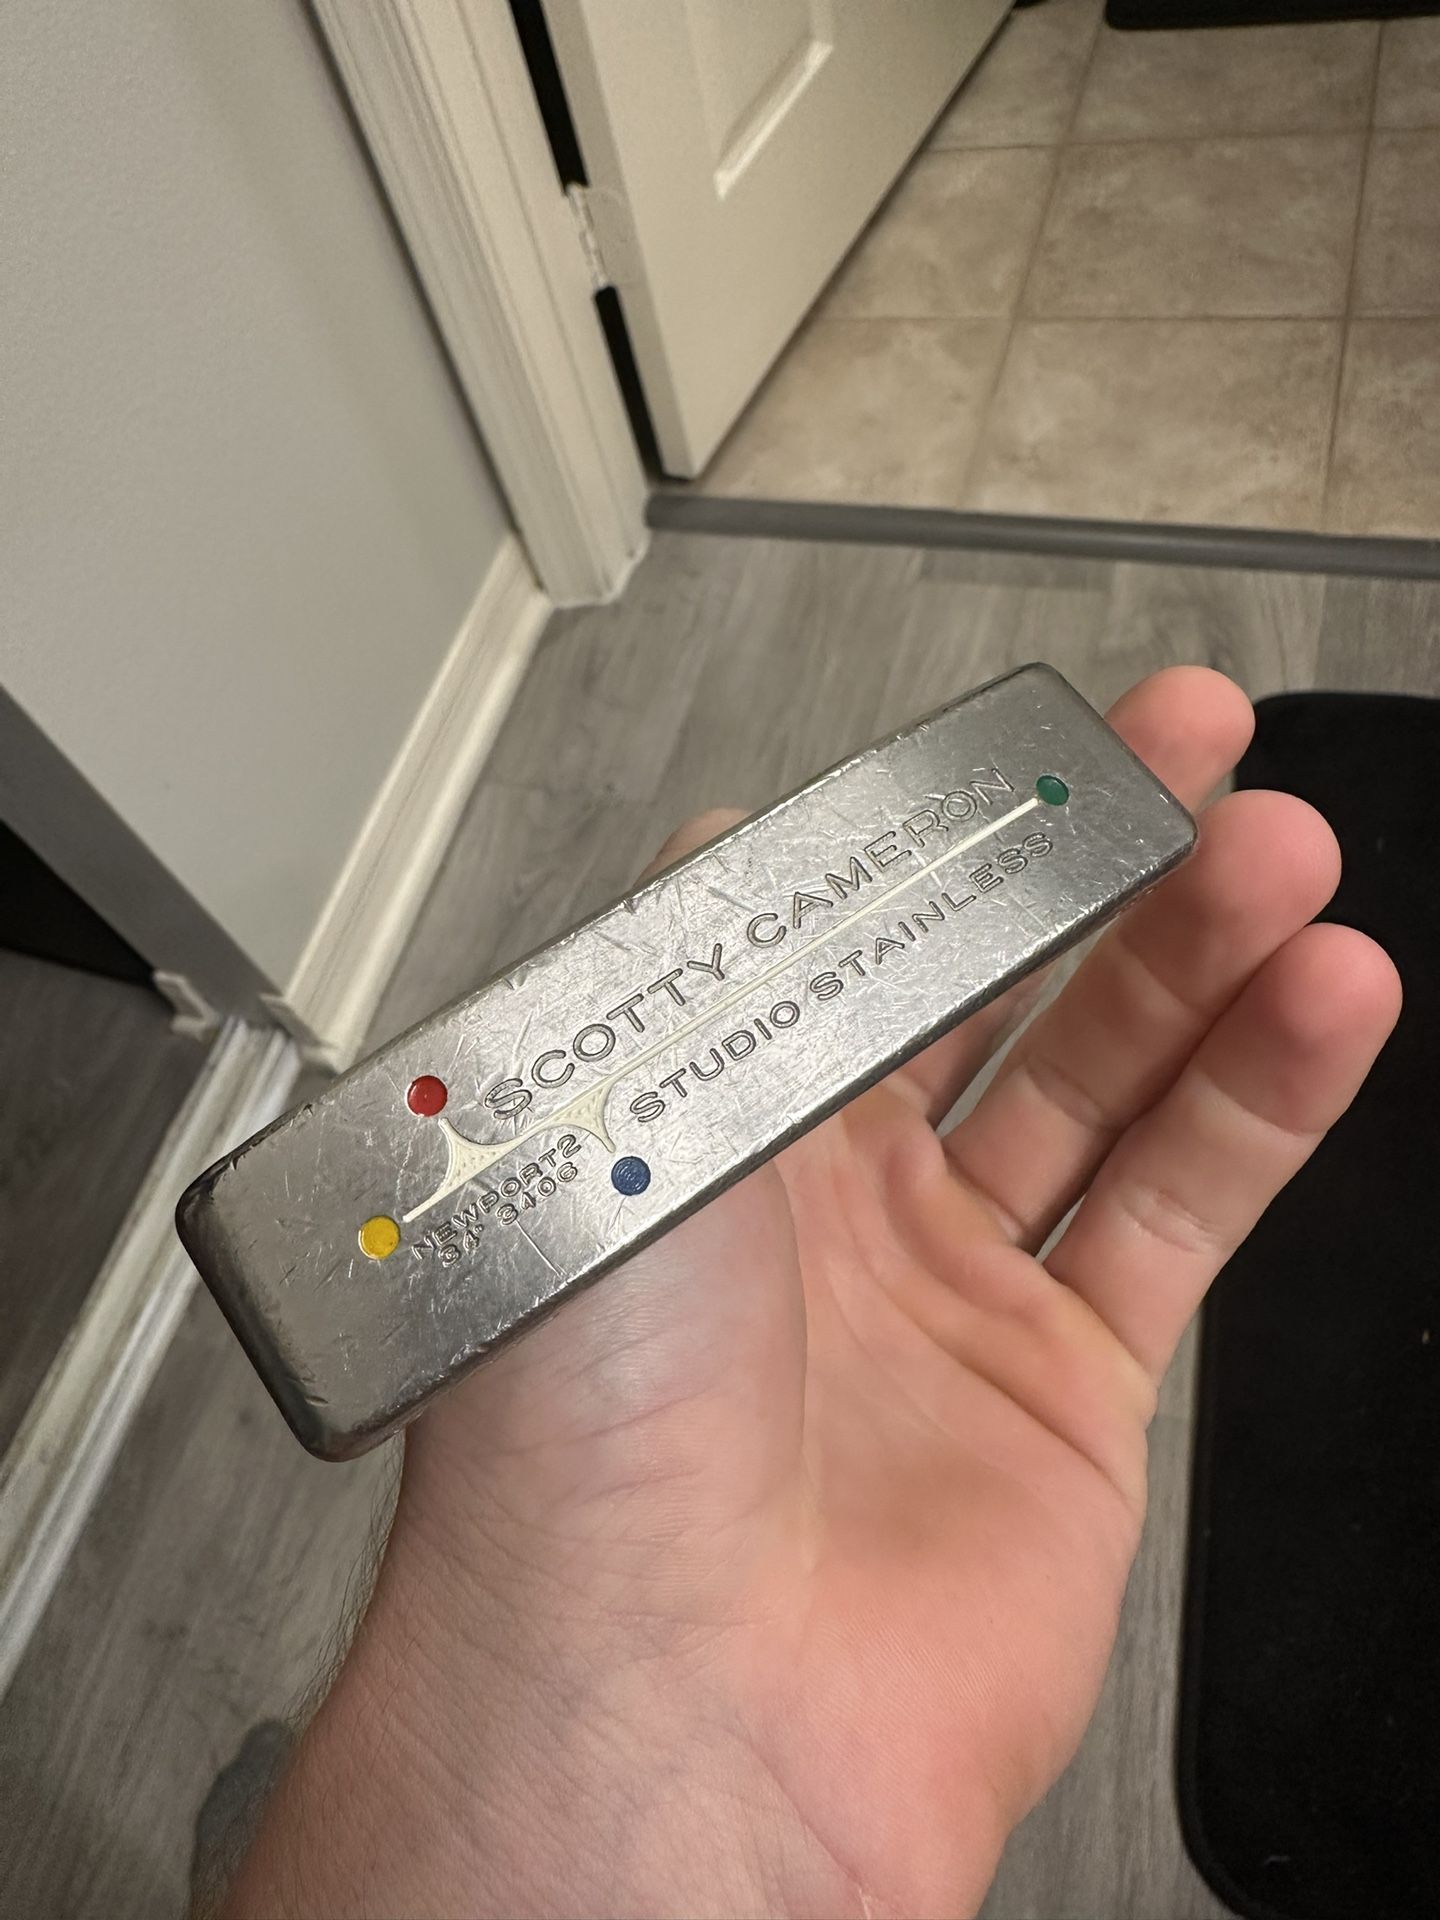 SCOTTY CAMERON
STUDIO STAINLESS
NEWPORT2
34" 340G